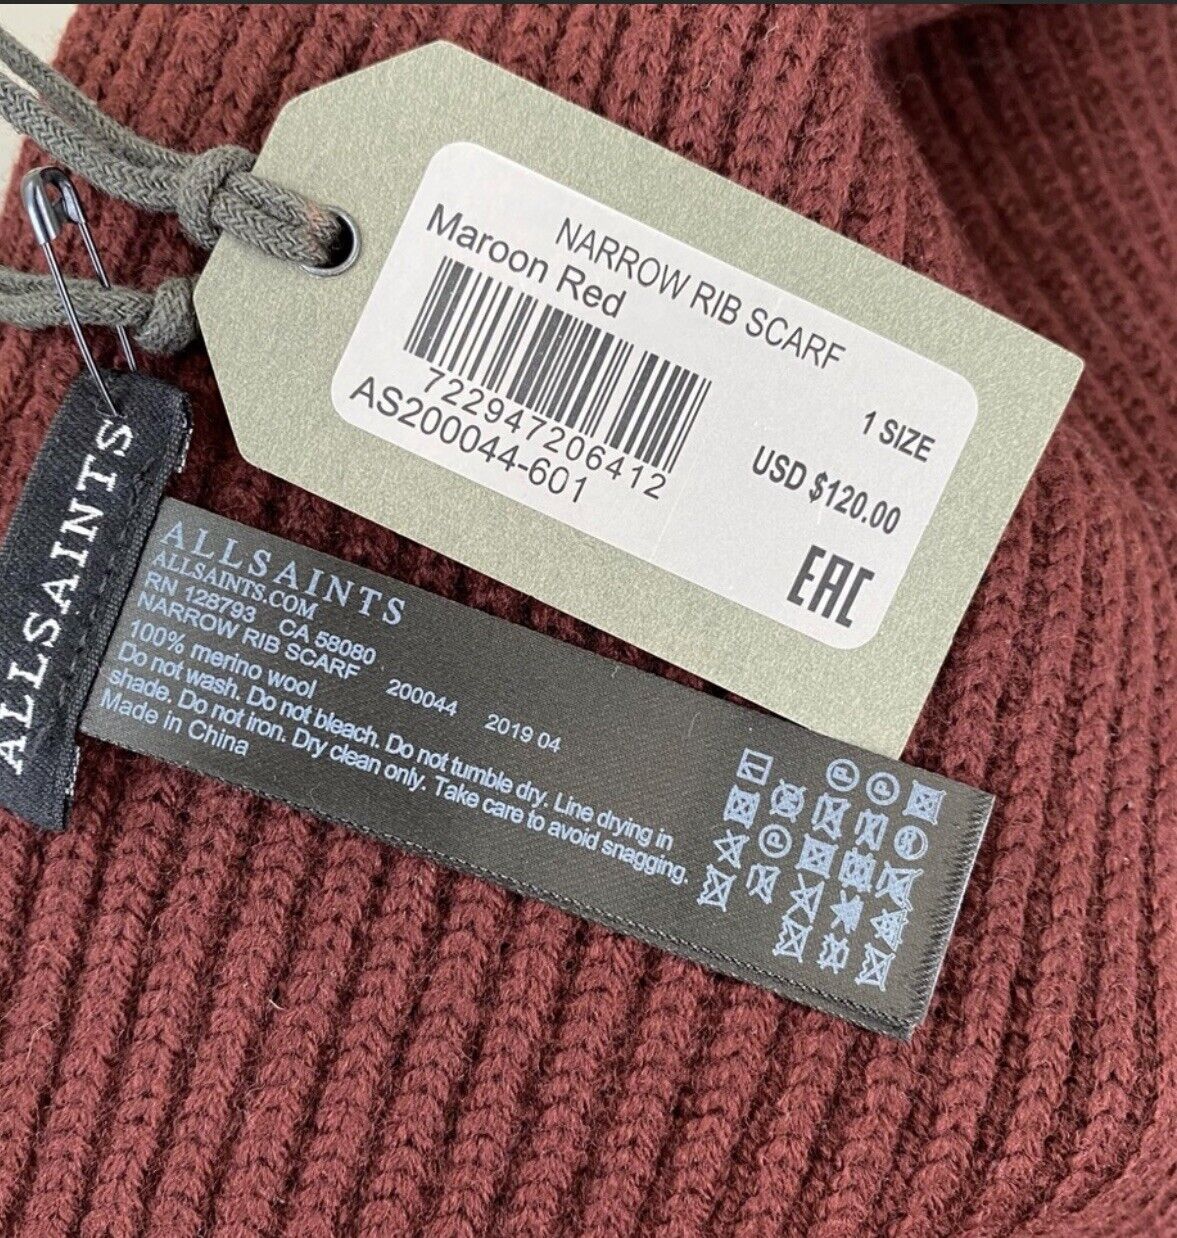 NARROW RIB SCARF
Maroon Red
722947206412
AS200044-601
1 SIZE
USD $120.00
EAC
ALLSAINTS
ALLSAINTS
ALLSAINTS.COM
RN 128793 CA 58080
NARROW RIB SCARF 200044 2019 04
100% merino wool
Do not wash. Do not bleach. Do not tumble dry. Line drying in
shade. Do not iron. Dry clean only. Take care to avoid snagging.
Made in China